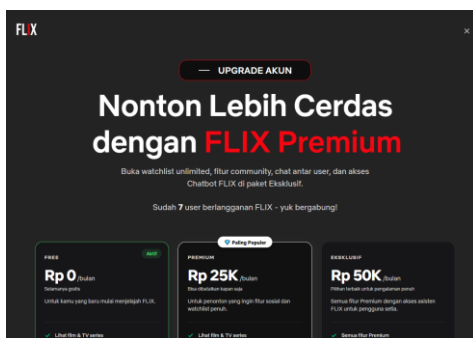 FLIX
×
— UPGRADE AKUN
Nonton Lebih Cerdas
dengan FLIX Premium
Buka watchlist unlimited, fitur community, chat antar
user, dan akses
Chatbot FLIX di paket Eksklusif.
Sudah 7 user berlangganan FLIX - yuk bergabung!
FREE
Aktif
Rp 0 /bulan
Selamanya gratis
Untuk kamu yang baru mulai menjelajah FLIX.
✓ Lihat film & TV series
Paling Populer
PREMIUM
Rp 25K /bulan
Bisa dibatalkan kapan saja
Untuk penonton yang ingin fitur sosial dan
watchlist penuh.
✓ Lihat film & TV series
EKSKLUSIF
Rp 50K /bulan
Pilihan terbaik untuk pengalaman penuh
Semua fitur Premium dengan akses asisten
FLIX untuk pengguna setia.
✓ Semua fitur Premium